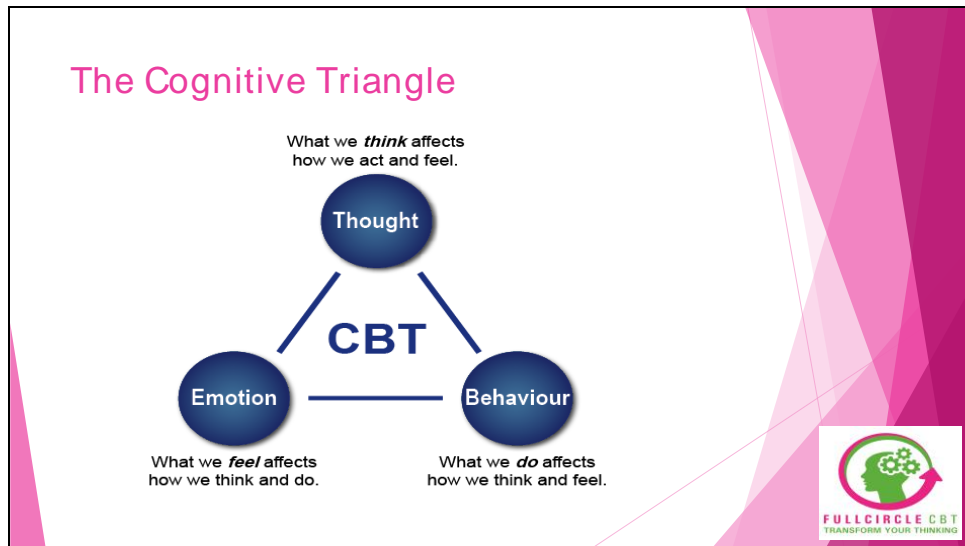 The Cognitive Triangle
What we think affects
how we act and feel.
Thought
CBT
Emotion
Behaviour
What we feel affects
how we think and do.
What we do affects
how we think and feel.
FULLCIRCLE CBT
TRANSFORM YOUR THINKING